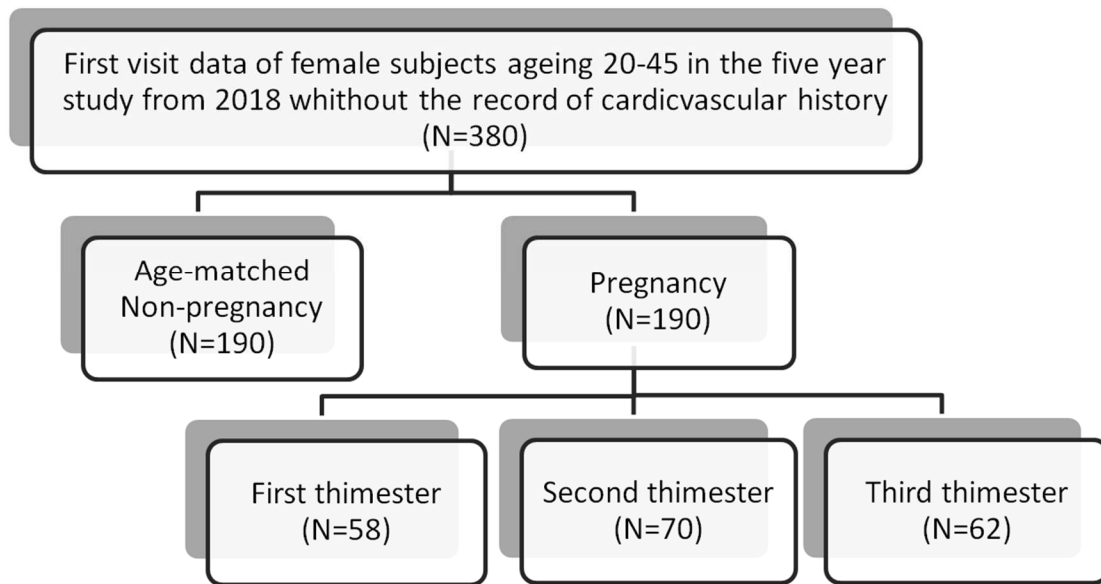 First visit data of female subjects ageing 20-45 in the five year
study from 2018 whithout the record of cardicvascular history
(N=380)
Age-matched
Non-pregnancy
(N=190)
Pregnancy
(N=190)
First thimester
(N=58)
Second thimester
(N=70)
Third thimester
(N=62)